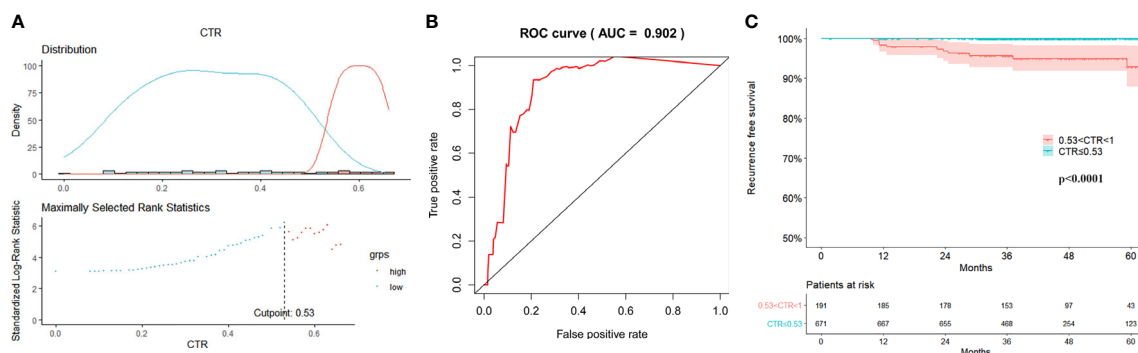 A
CTR
Distribution
Density
100
75
50
25
0
0.0
0.2
0.4
0.6
Maximally Selected Rank Statistics
Standardized Log-Rank Statistic
6
4
2
0
grps
high
low
Cutpoint: 0.53
0.0
0.2
0.4
0.6
CTR
B
ROC curve ( AUC = 0.902 )
True positive rate
1.0
0.8
0.6
0.4
0.2
0.0
0.0 0.2 0.4 0.6 0.8 1.0
False positive rate
C
Recurrence free survival
100%
95%
90%
80%
70%
60%
50%
0.53<CTR<1
CTR≤0.53
p<0.0001
0 12 24 36 48 60
Months
Patients at risk
0.53<CTR<1 191 185 178 153 97 43
CTR≤0.53 671 667 655 468 254 123
0 12 24 36 48 60
Months